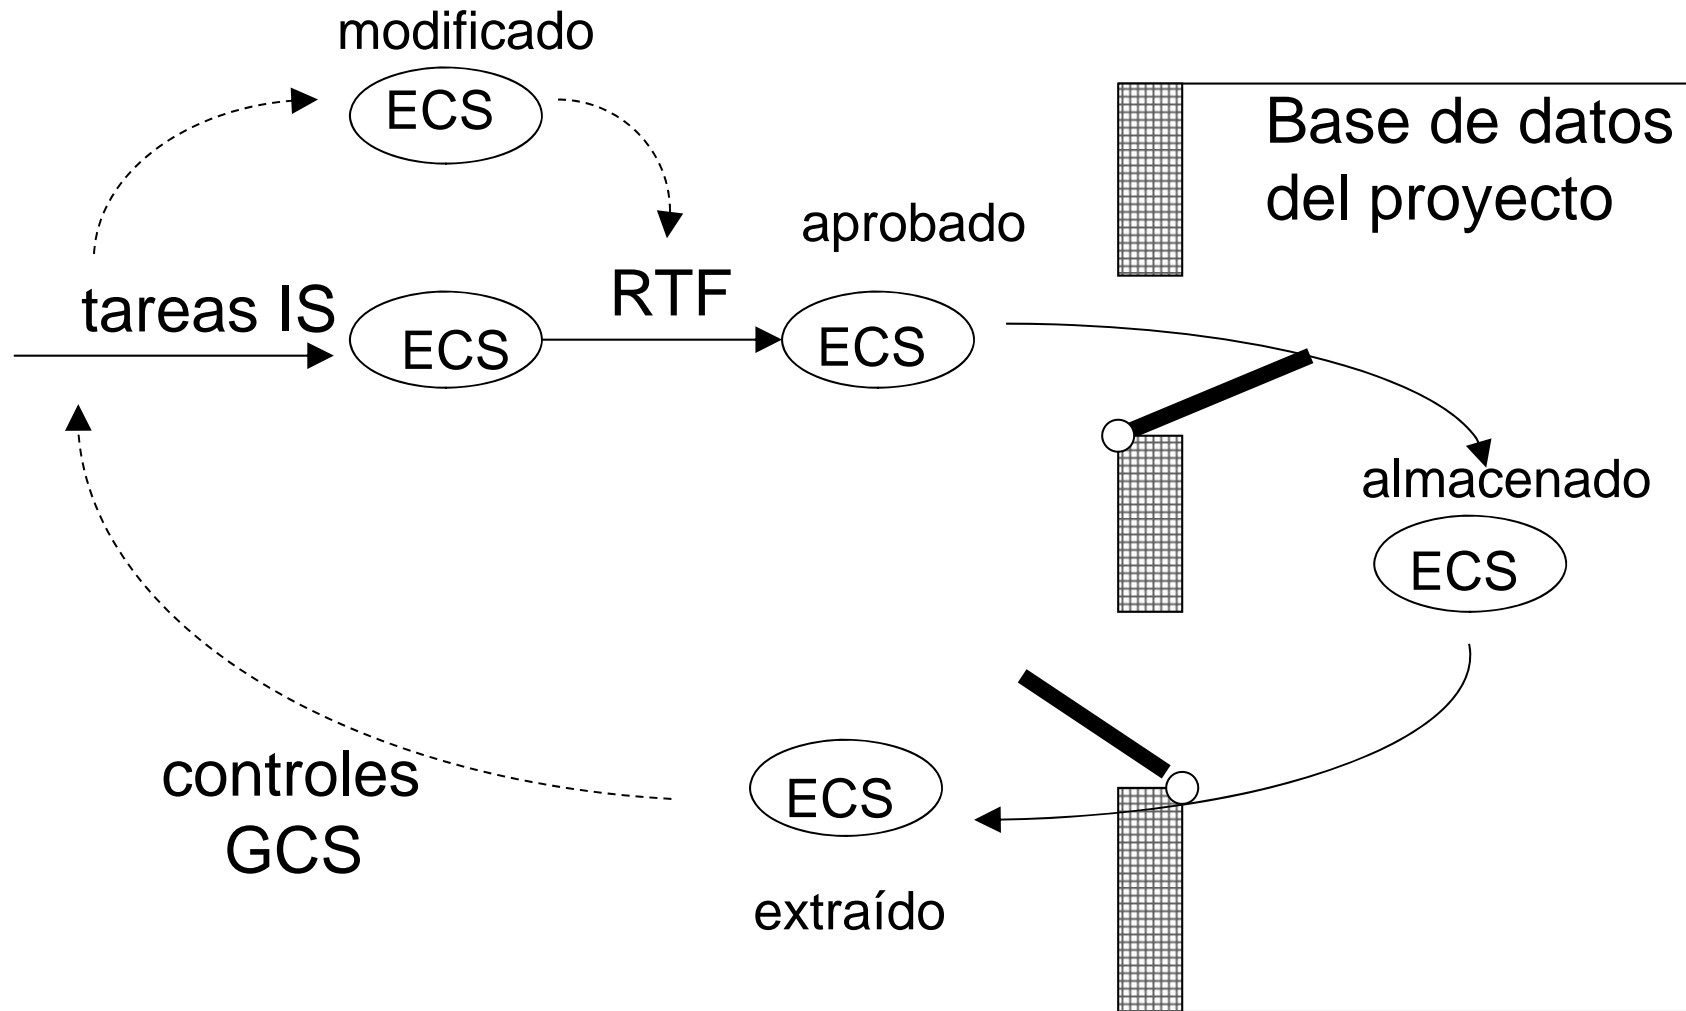 modificado
ECS
Base de datos
del proyecto
aprobado
tareas IS
RTF
ECS
ECS
almacenado
ECS
controles
GCS
ECS
extraído